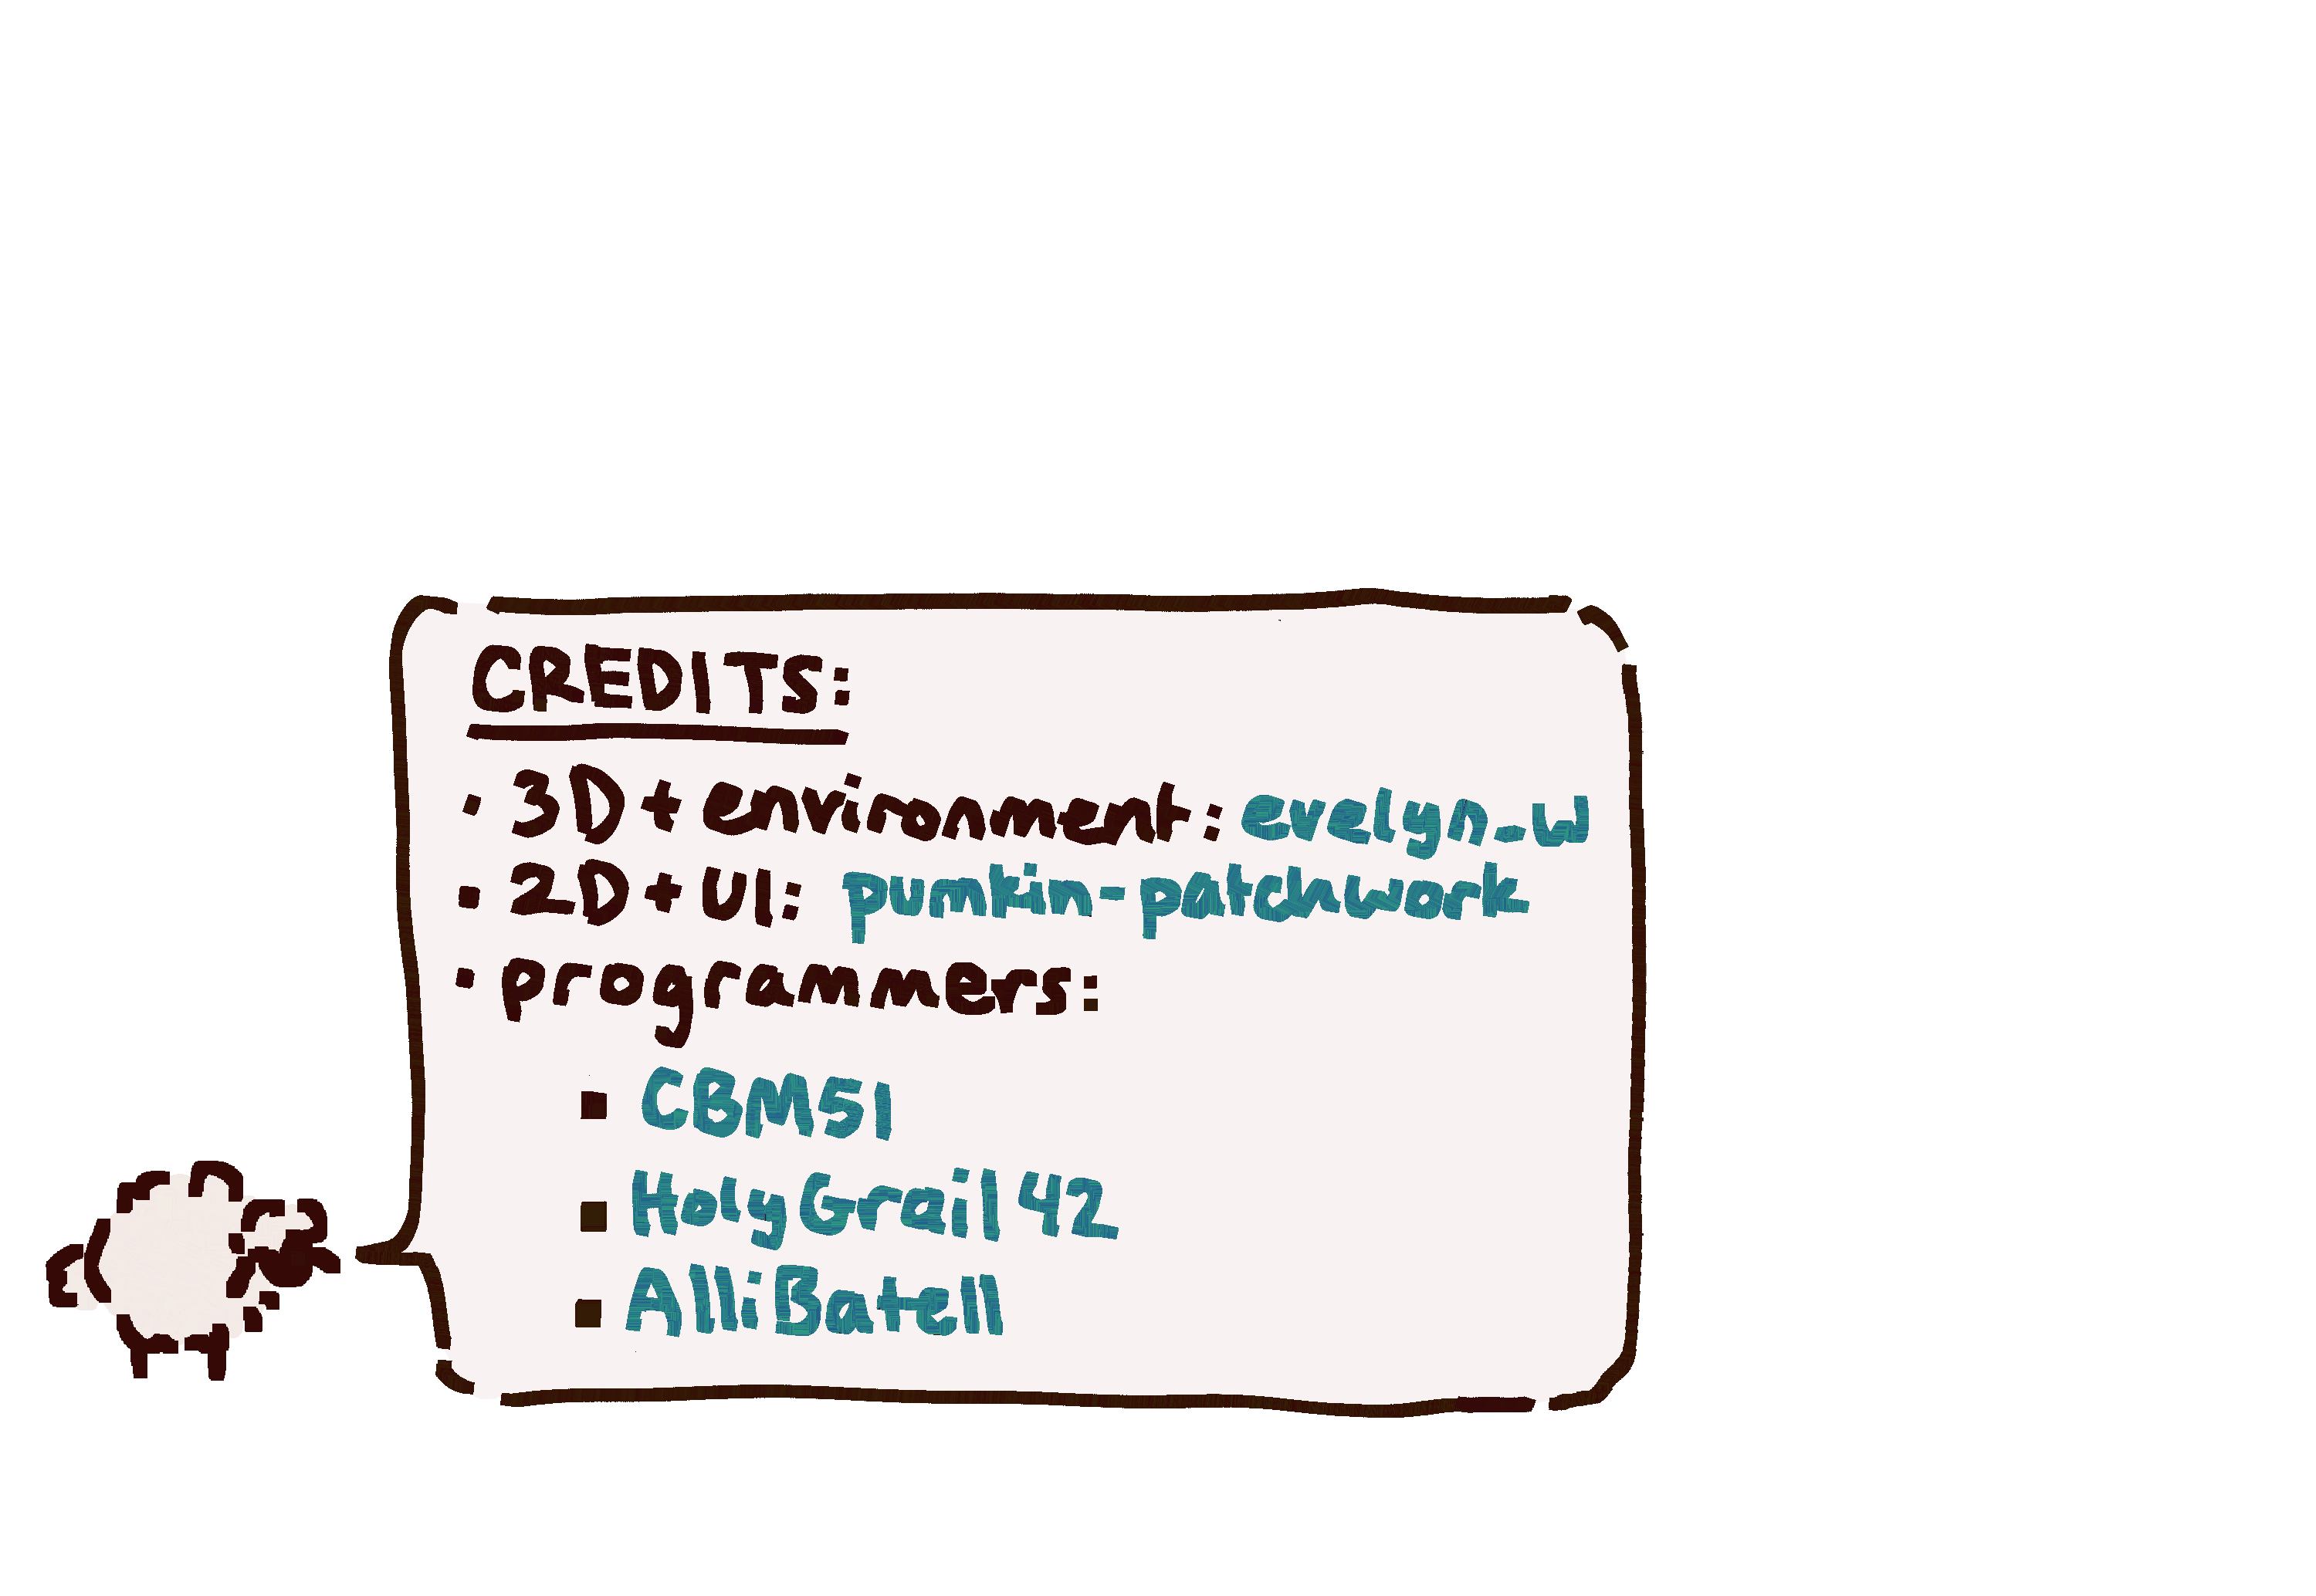 CREDITS:
• 3D + environment: evelyn_w
• 2D + UI: pumkin-patchwork
• programmers:
▪ CBM51
▪ HolyGrail42
▪ AlliBatell